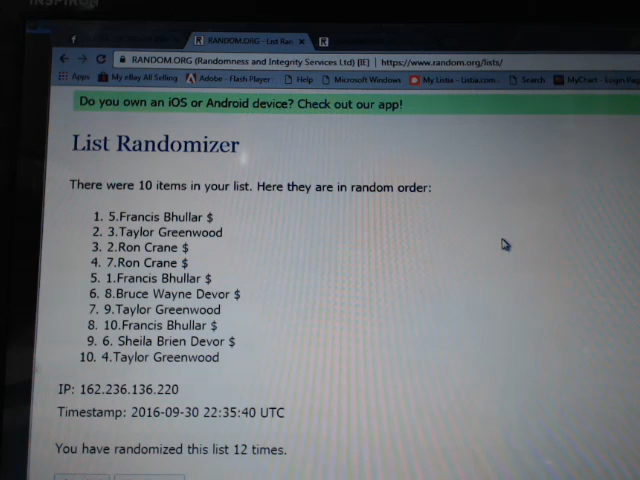 INSPIRON
RANDOM.ORG - List Ran
RANDOM.ORG (Randomness and Integrity Services Ltd) [IE] https://www.random.org/lists/
Apps My eBay All Selling Adobe - Flash Player Help Microsoft Windows My Listia - Listia.com Search MyChart - Login Pag
Do you own an iOS or Android device? Check out our app!
List Randomizer
There were 10 items in your list. Here they are in random order:
1. 5.Francis Bhullar $
2. 3.Taylor Greenwood
3. 2.Ron Crane $
4. 7.Ron Crane $
5. 1.Francis Bhullar $
6. 8.Bruce Wayne Devor $
7. 9.Taylor Greenwood
8. 10.Francis Bhullar $
9. 6. Sheila Brien Devor $
10. 4.Taylor Greenwood
IP: 162.236.136.220
Timestamp: 2016-09-30 22:35:40 UTC
You have randomized this list 12 times.